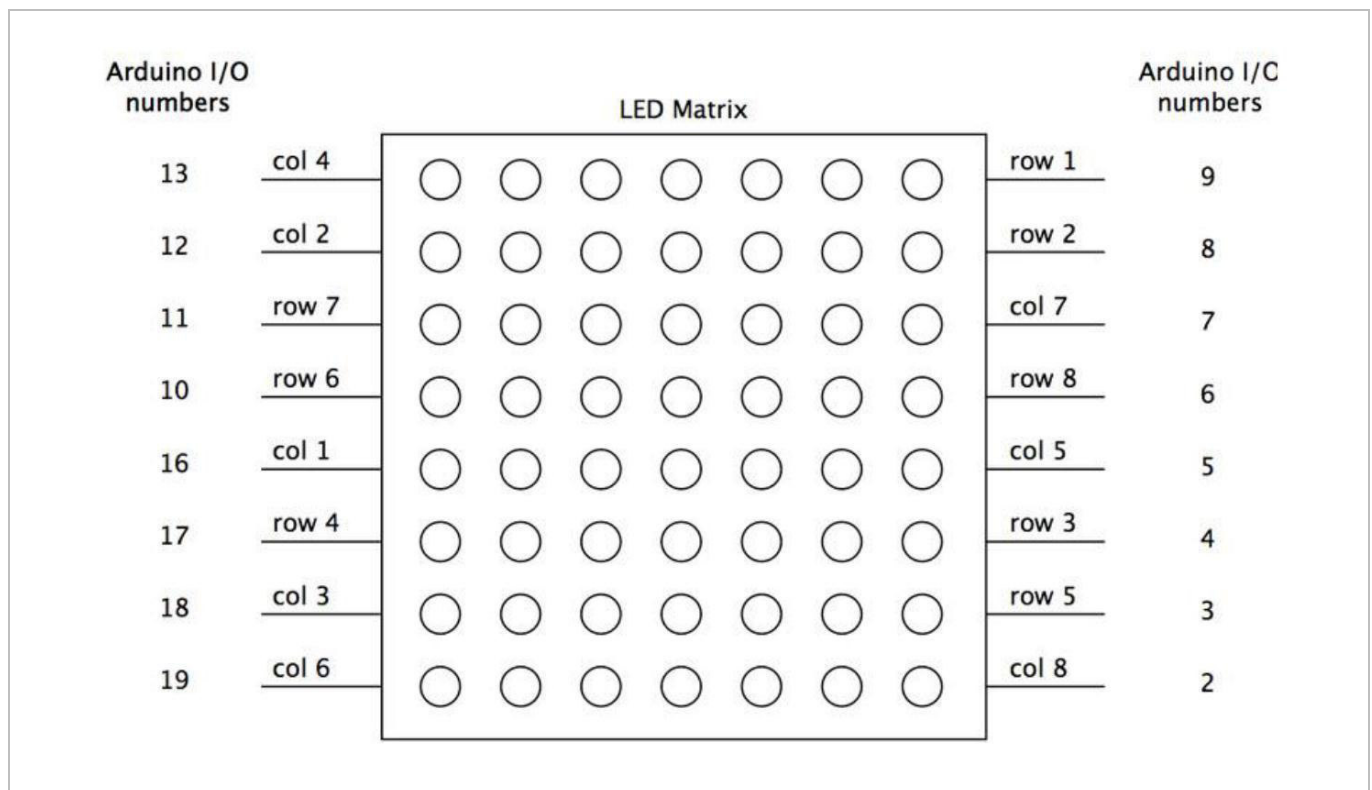 Arduino I/O
numbers
Arduino I/O
numbers
LED Matrix
13 col 4 row 1 9
12 col 2 row 2 8
11 row 7 col 7 7
10 row 6 row 8 6
16 col 1 col 5 5
17 row 4 row 3 4
18 col 3 row 5 3
19 col 6 col 8 2